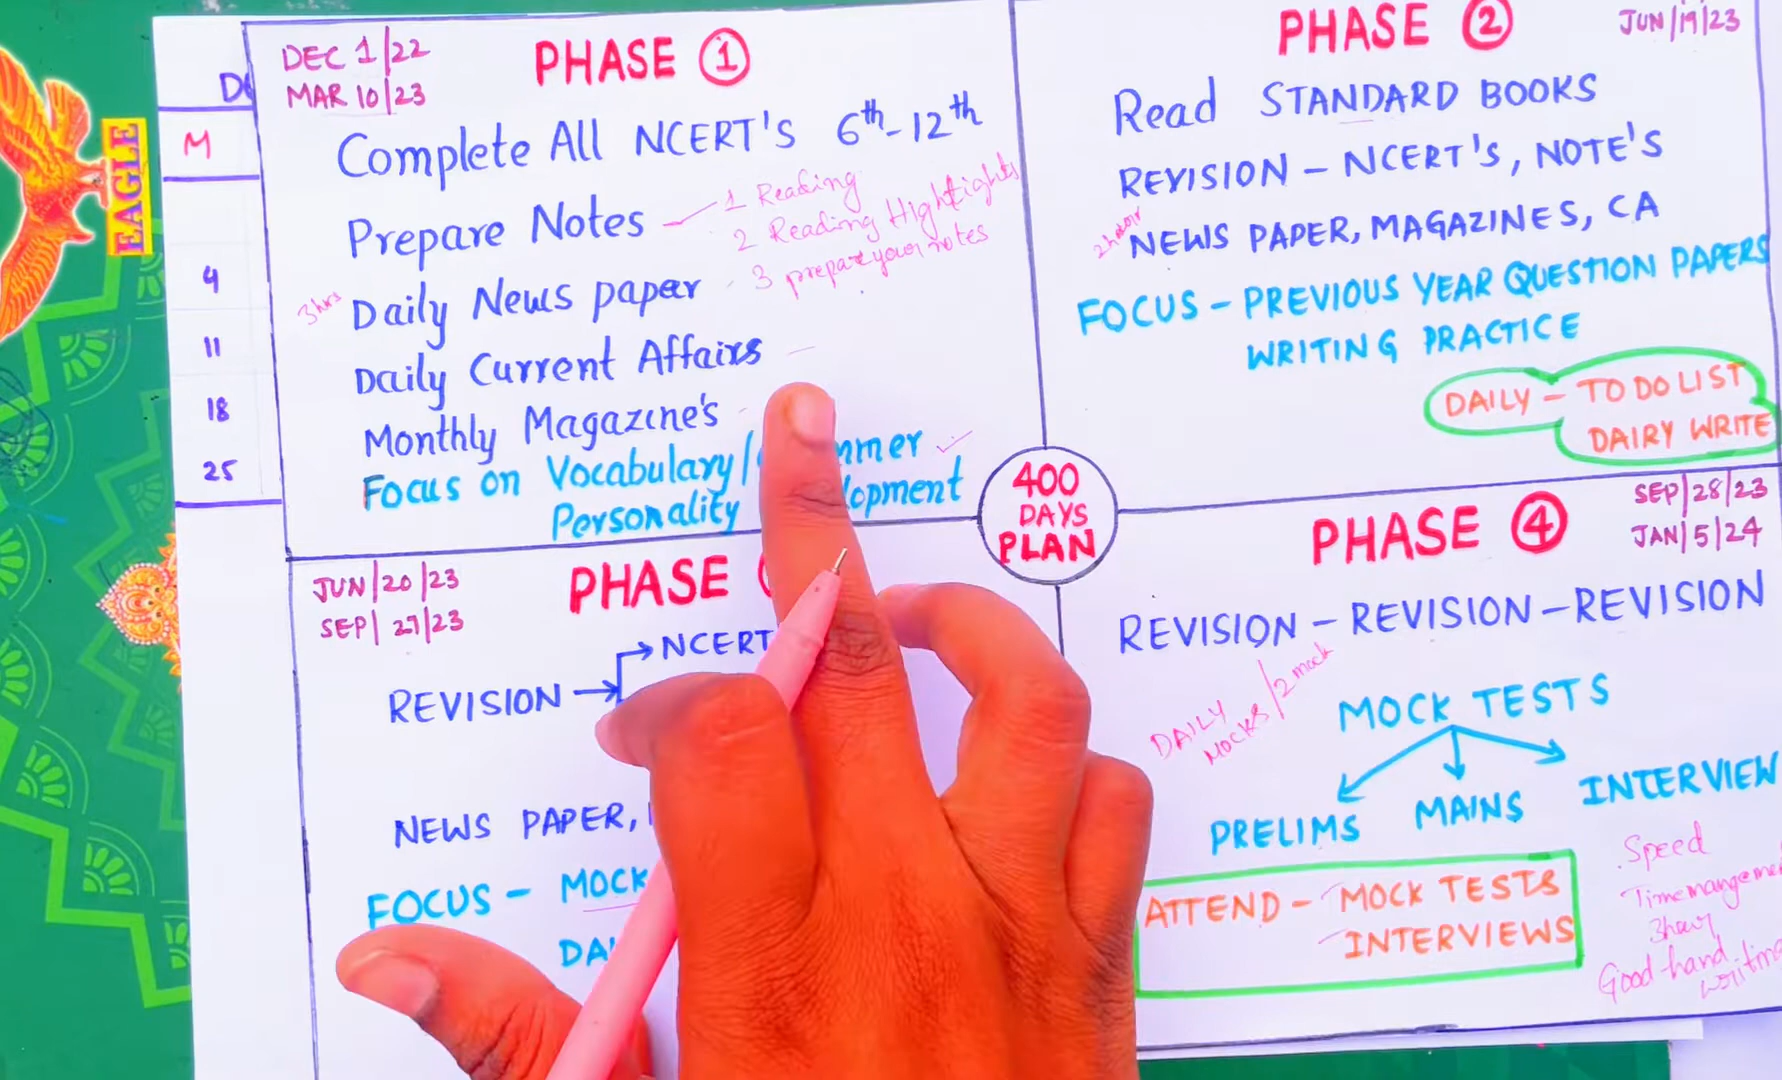 EAGLE
M
4
11
18
25
DEC 1/22
MAR 10/23
PHASE 1
Complete All NCERT'S 6th-12th
Prepare Notes
1 Reading
2 Reading Hightlights
3 prepare your notes
3hrs
Daily News paper
Daily Current Affairs
Monthly Magazine's
Focus on Vocabulary/
Personality
PHASE 2
JUN/19/23
Read STANDARD BOOKS
REVISION - NCERT'S, NOTE'S
NEWS PAPER, MAGAZINES, CA
FOCUS - PREVIOUS YEAR QUESTION PAPERS
WRITING PRACTICE
DAILY - TO DO LIST
DAIRY WRITE
400
DAYS
PLAN
JUN/20/23
SEP/27/23
PHASE
REVISION
NCERT
NEWS PAPER,
FOCUS - MOCK
SEP/28/23
JAN/5/24
PHASE 4
REVISION - REVISION - REVISION
DAILY
MOCKS/2 mock
MOCK TESTS
PRELIMS MAINS INTERVIEW
ATTEND - MOCK TESTS
INTERVIEWS
Speed
3hour
Good hand